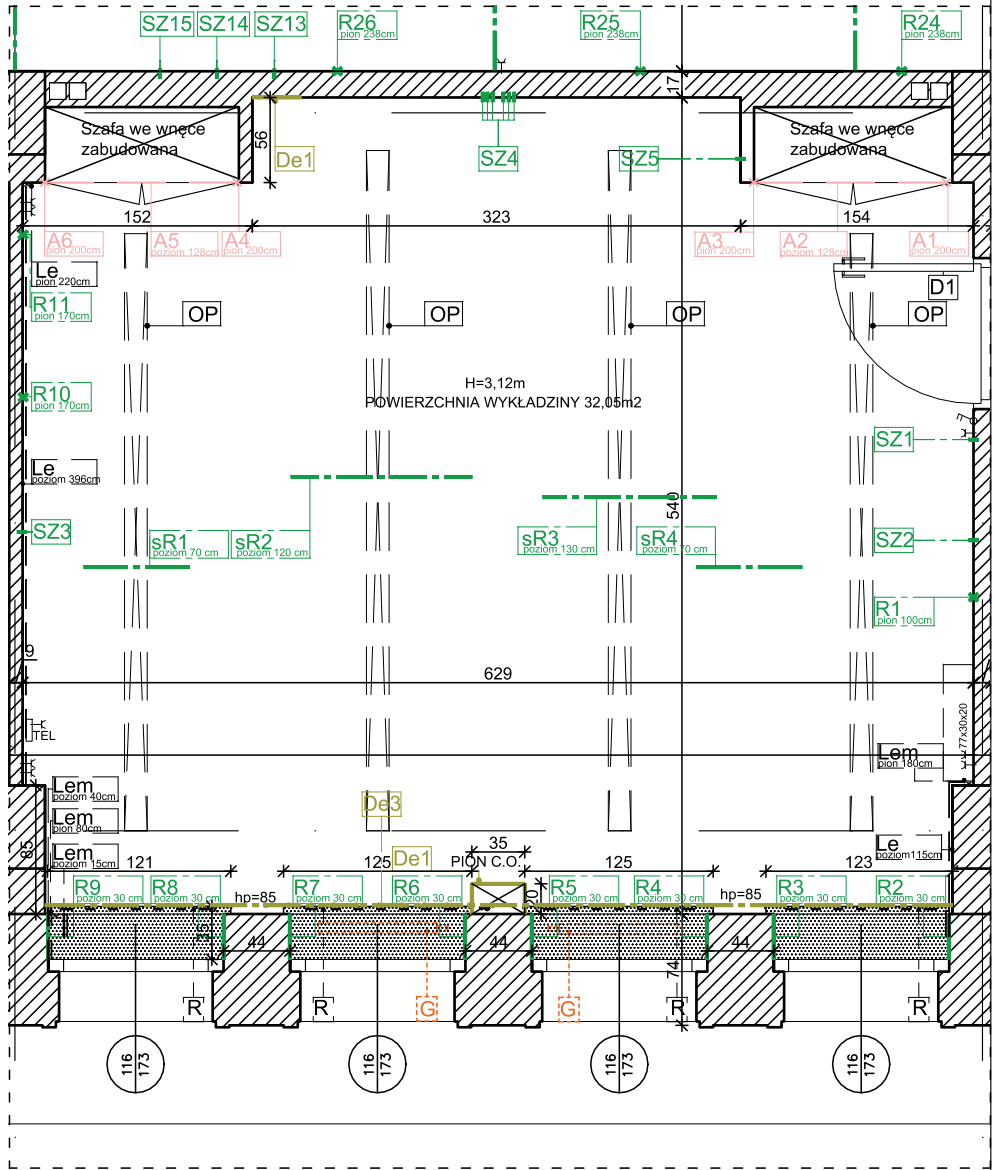 SZ15
SZ14
SZ13
R26
pion 238cm
R25
pion 238cm
R24
pion 238cm
17
Szafa we wnęce
zabudowana
56
De1
SZ4
SZ5
Szafa we wnęce
zabudowana
152
323
154
A6
pion 200cm
A5
poziom 128cm
A4
pion 200cm
A3
pion 200cm
A2
poziom 128cm
A1
pion 200cm
Le
pion 220cm
R11
pion 170cm
D1
OP
OP
OP
OP
H=3,12m
POWIERZCHNIA WYKŁADZINY 32,05m2
R10
pion 170cm
SZ1
Le
poziom 396cm
540
SZ3
sR1
poziom 70 cm
sR2
poziom 120 cm
sR3
poziom 130 cm
sR4
poziom 70 cm
SZ2
R1
pion 100cm
9
629
TEL
77x30x20
Lem
pion 180cm
Lem
poziom 40cm
De3
Lem
pion 80cm
85
Lem
poziom 15cm
121
125
De1
35
PION C.O.
125
123
Le
poziom115cm
R9
poziom 30 cm
R8
poziom 30 cm
hp=85
R7
poziom 30 cm
R6
poziom 30 cm
20
R5
poziom 30 cm
R4
poziom 30 cm
hp=85
R3
poziom 30 cm
R2
poziom 30 cm
35
44
44
44
74
R
R
G
G
R
R
116
173
116
173
116
173
116
173